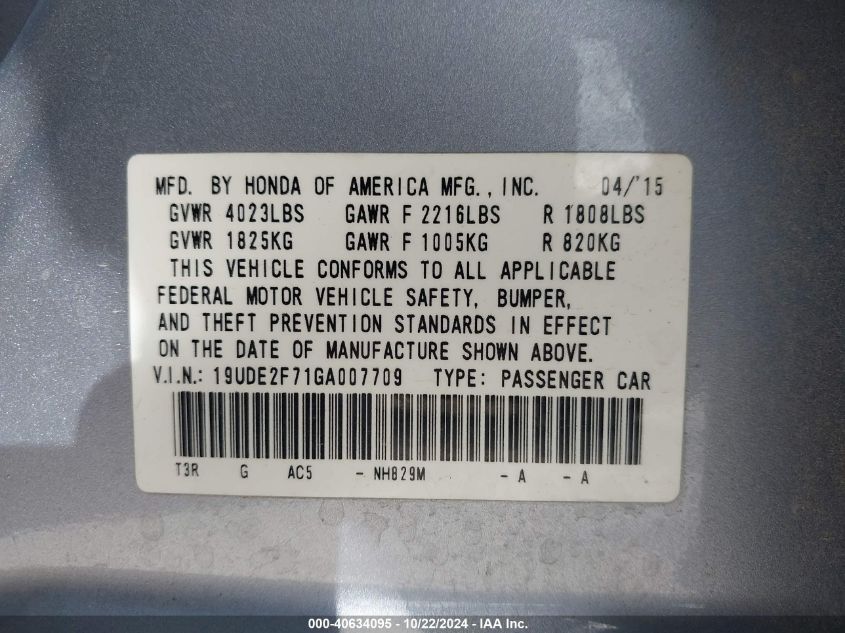 MFD. BY HONDA OF AMERICA MFG., INC. 04/'15
GVWR 4023LBS GAWR F 2216LBS R 1808LBS
GVWR 1825KG GAWR F 1005KG R 820KG
THIS VEHICLE CONFORMS TO ALL APPLICABLE
FEDERAL MOTOR VEHICLE SAFETY, BUMPER,
AND THEFT PREVENTION STANDARDS IN EFFECT
ON THE DATE OF MANUFACTURE SHOWN ABOVE.
V.I.N.: 19UDE2F71GA007709 TYPE: PASSENGER CAR
T3R G AC5 - NH829M - A - A
000-40634095 - 10/22/2024 - IAA Inc.